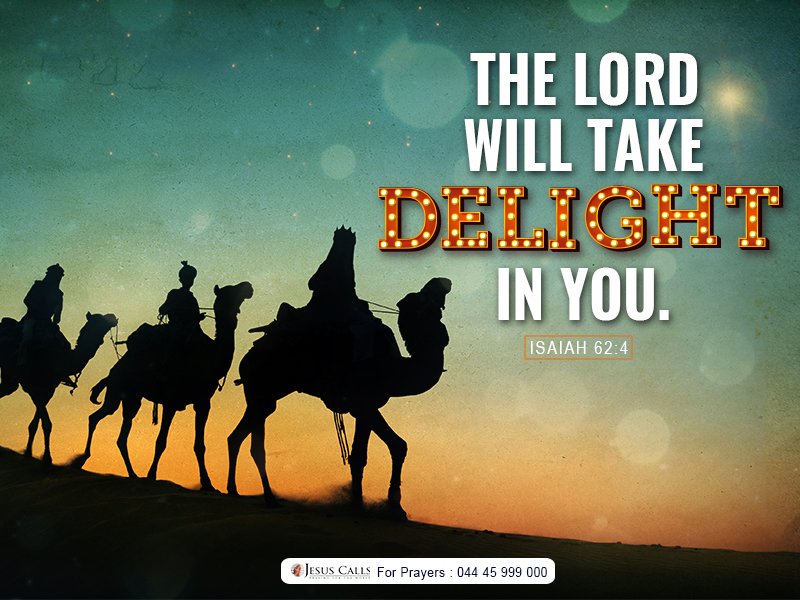 THE LORD
WILL TAKE
DELIGHT
IN YOU.
ISAIAH 62:4
JESUS CALLS For Prayers : 044 45 999 000